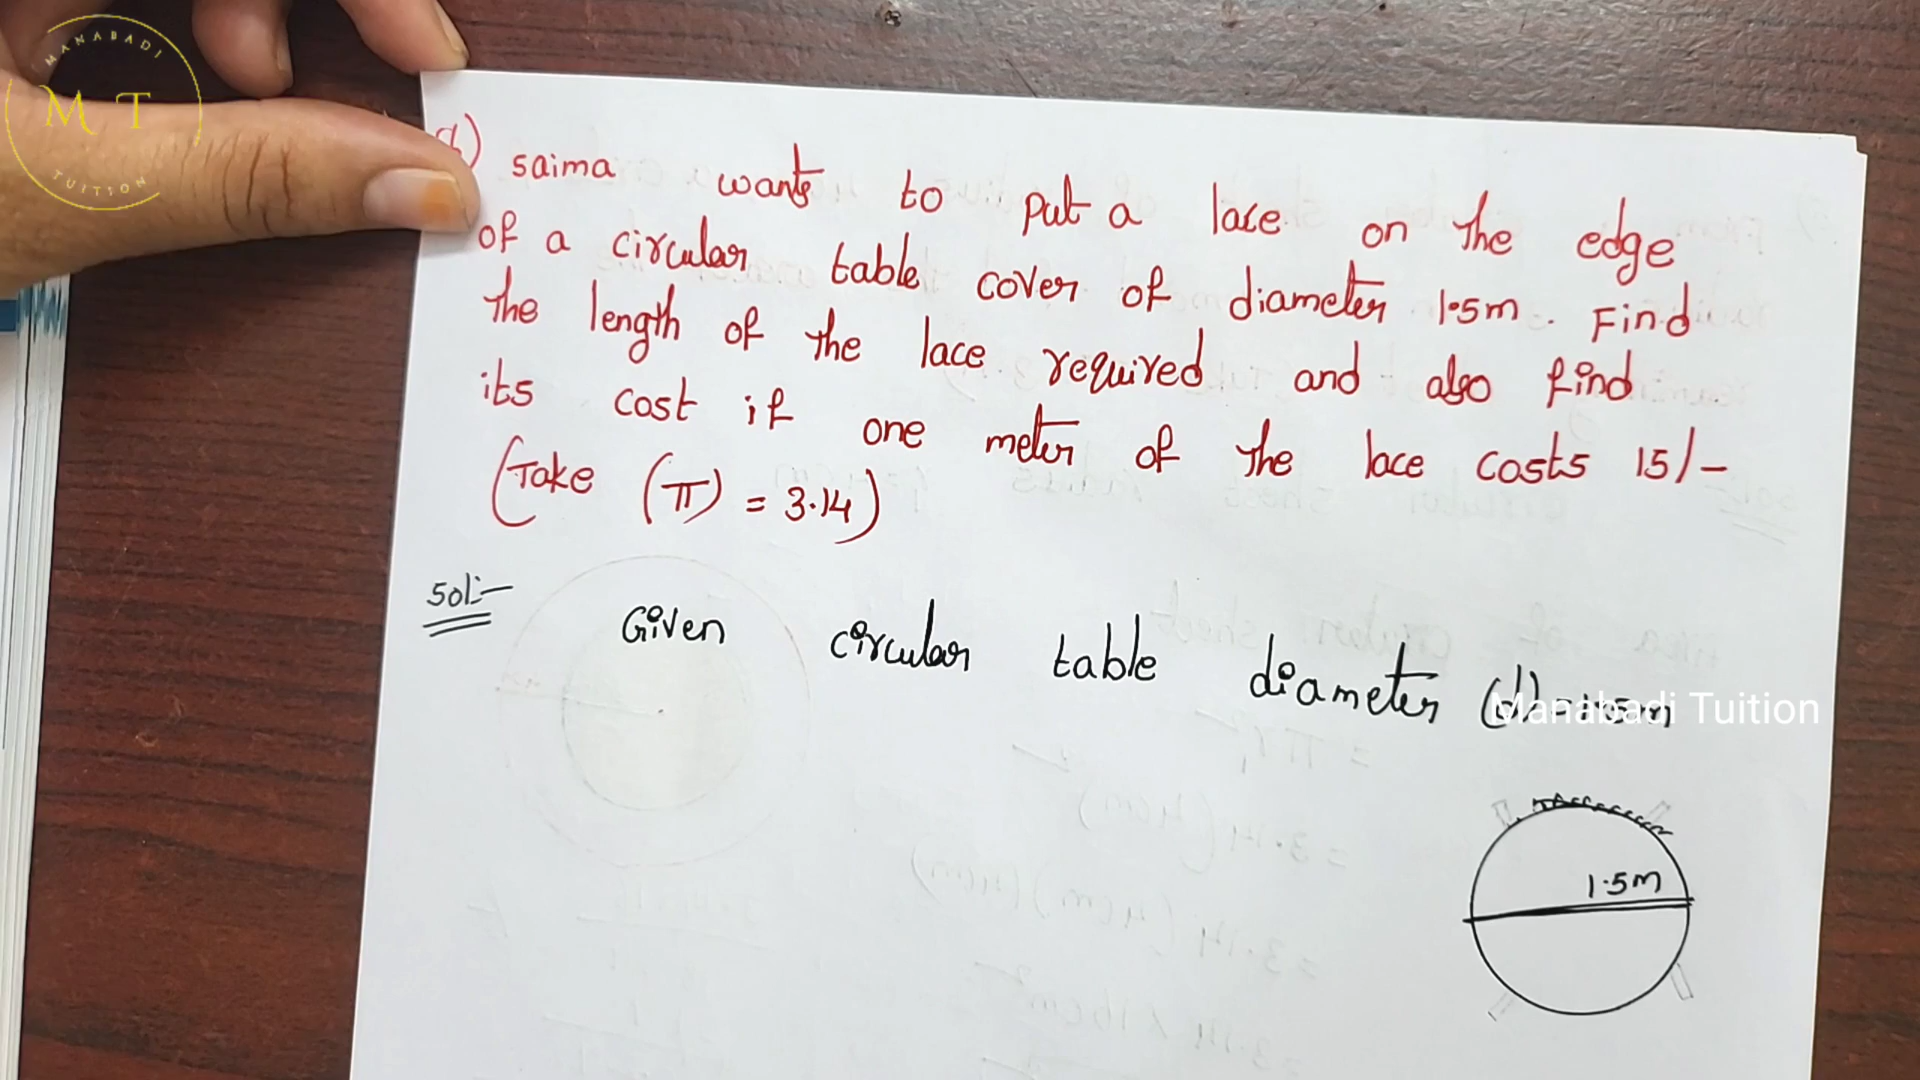 MANABADI
MT
TUITION
saima wants to put a lace on the edge
of a circular table cover of diameter 1.5m. Find
the length of the lace required and also find
its cost if one meter of the lace costs 15/-
(Take (π) = 3.14)
Sol:-
Given circular table diameter (d)
Manabadi Tuition
1.5m